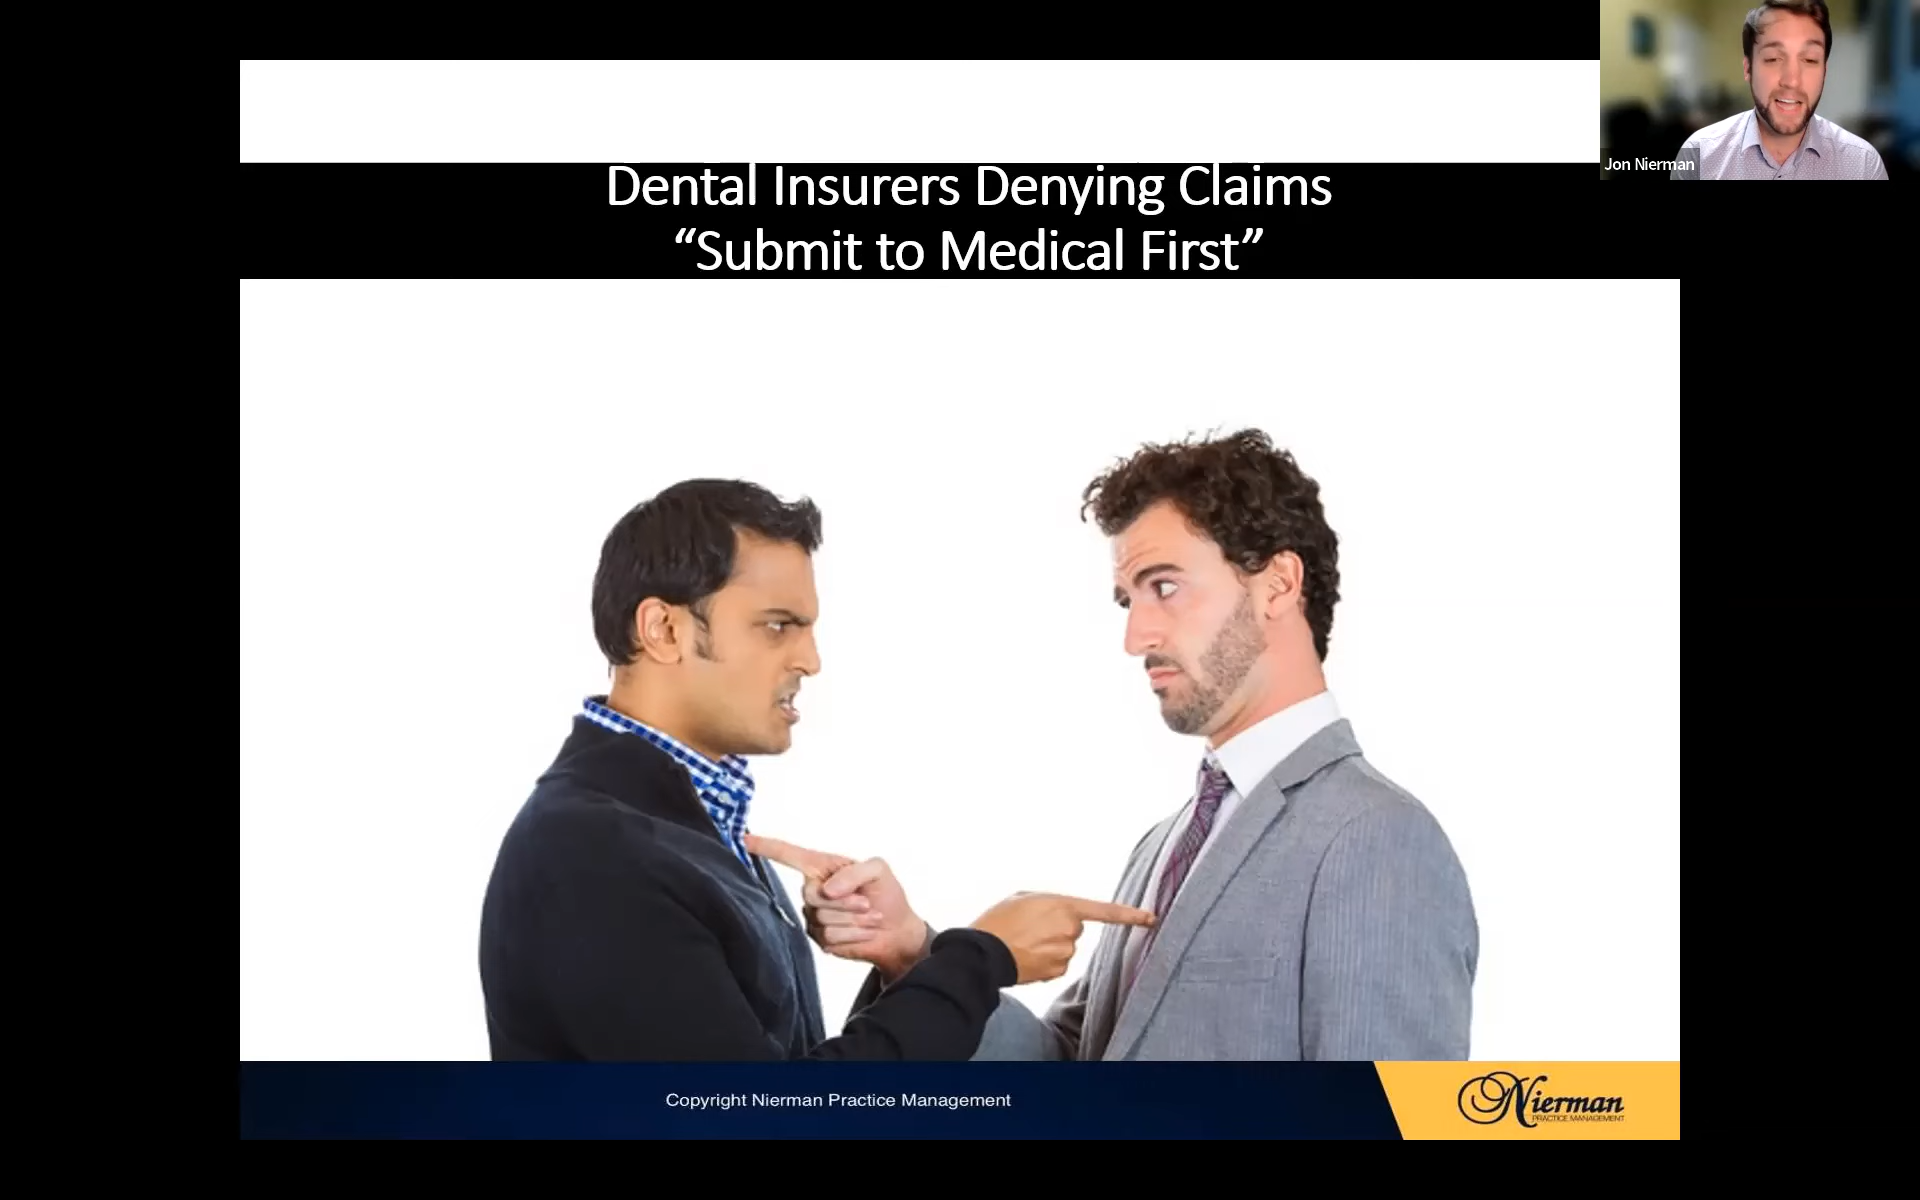 Jon Nierman
Dental Insurers Denying Claims
“Submit to Medical First”
Copyright Nierman Practice Management
Nierman
PRACTICE MANAGEMENT